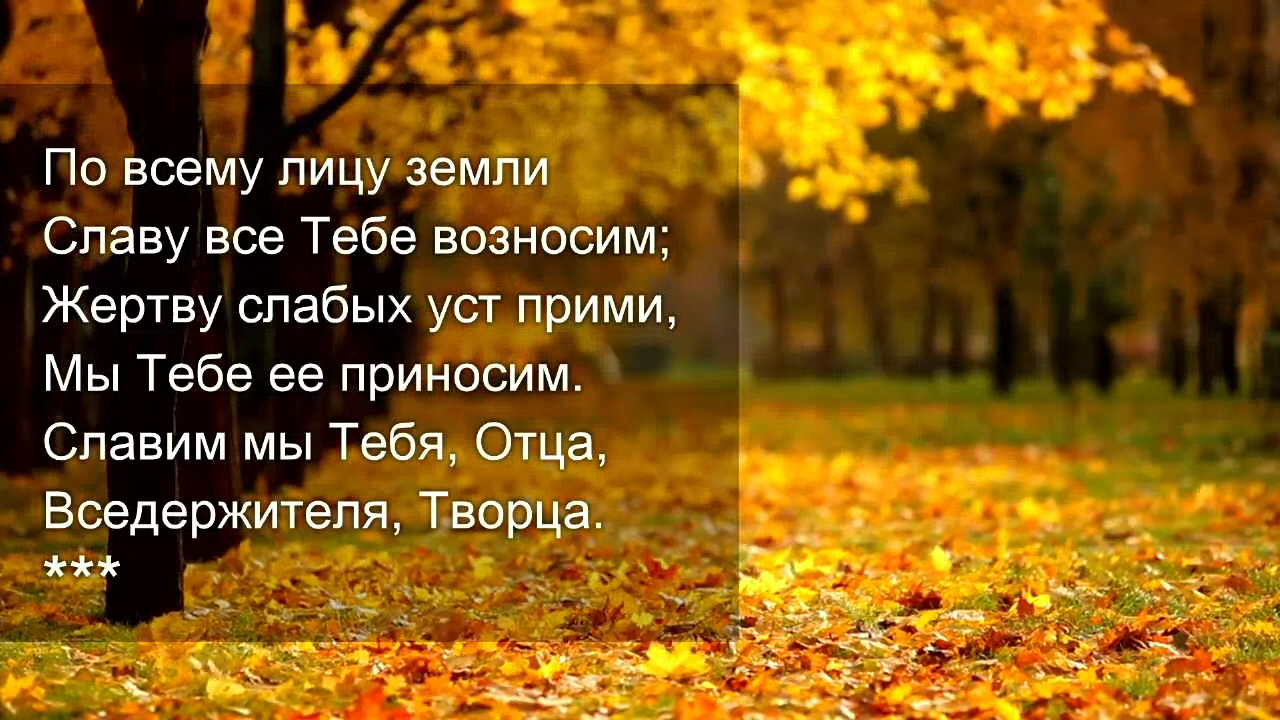 По всему лицу земли
Славу все Тебе возносим;
Жертву слабых уст прими,
Мы Тебе ее приносим.
Славим мы Тебя, Отца,
Вседержителя, Творца.
***